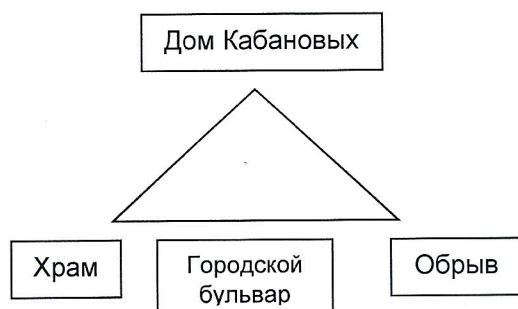 Дом Кабановых
Храм
Городской
бульвар
Обрыв